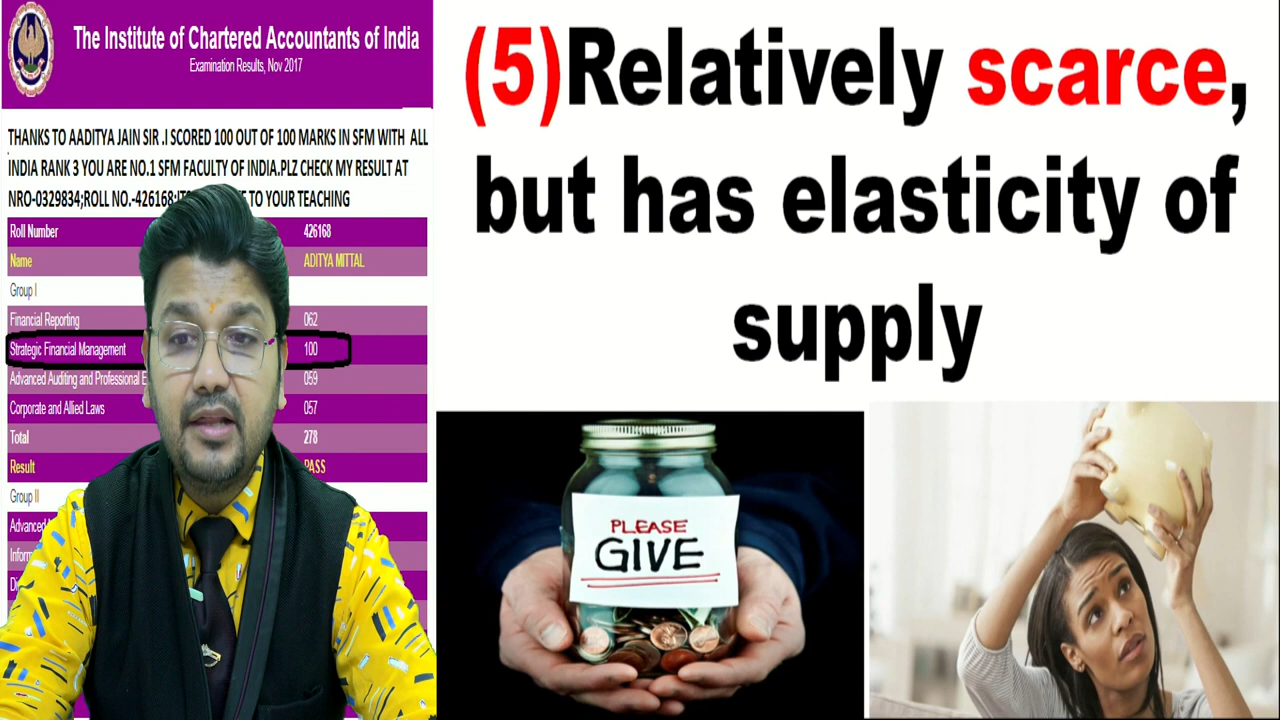 The Institute of Chartered Accountants of India
Examination Results, Nov 2017
THANKS TO AADITYA JAIN SIR .I SCORED 100 OUT OF 100 MARKS IN SFM WITH ALL
INDIA RANK 3 YOU ARE NO.1 SFM FACULTY OF INDIA.PLZ CHECK MY RESULT AT
NRO-0329834;ROLL NO.-426168; TO YOUR TEACHING
Roll Number 426168
Name ADITYA MITTAL
Group I
Financial Reporting 062
Strategic Financial Management 100
Advanced Auditing and Professional 059
Corporate and Allied Laws 057
Total 278
Result PASS
Group II
Advanced
(5)Relatively scarce,
but has elasticity of
supply
PLEASE
GIVE